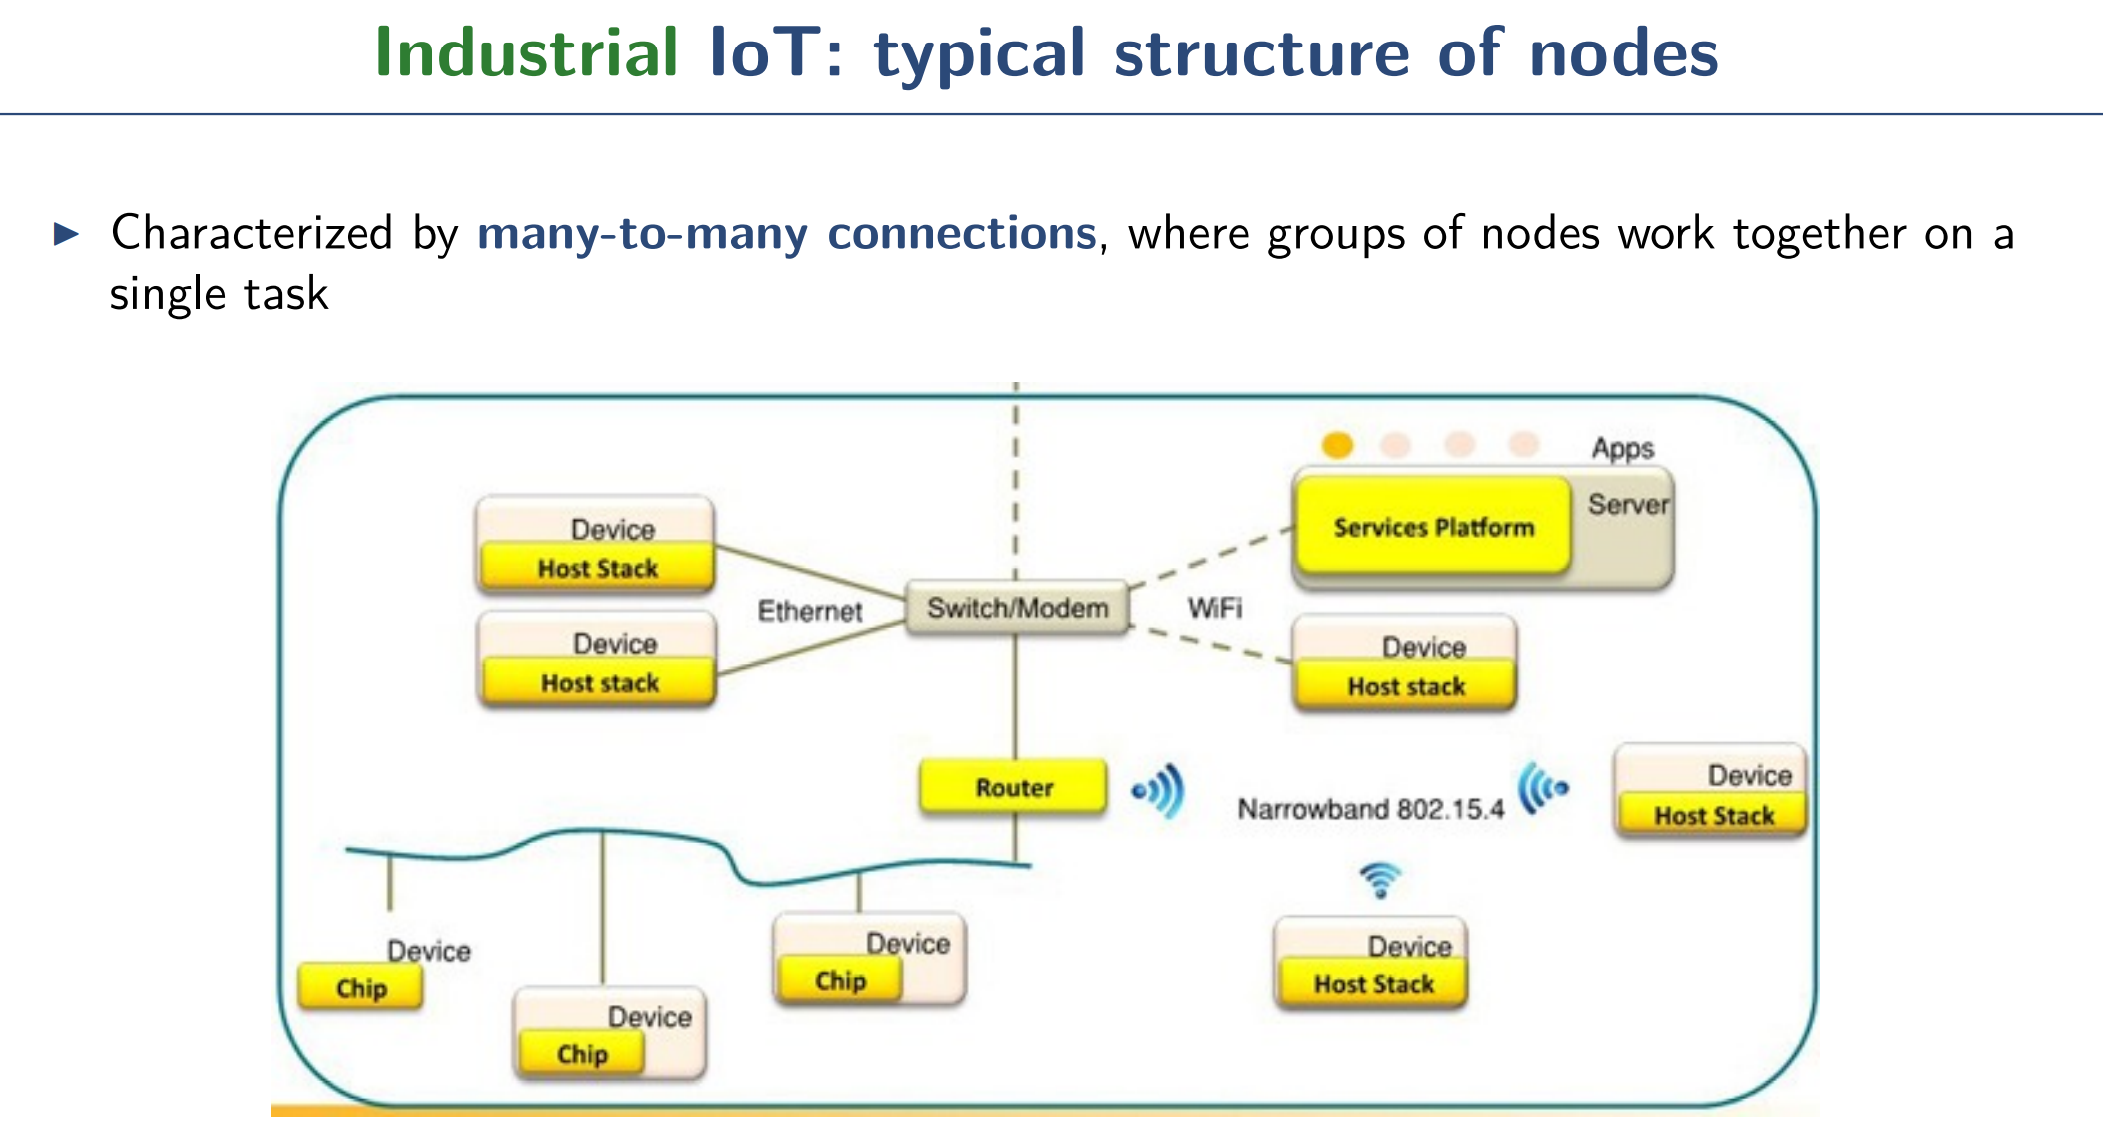 Industrial IoT: typical structure of nodes
Characterized by many-to-many connections, where groups of nodes work together on a
single task
Apps
Server
Services Platform
Device
Host Stack
Ethernet
Switch/Modem
WiFi
Device
Host stack
Device
Host stack
Router
Narrowband 802.15.4
Device
Host Stack
Device
Chip
Device
Chip
Device
Chip
Device
Host Stack